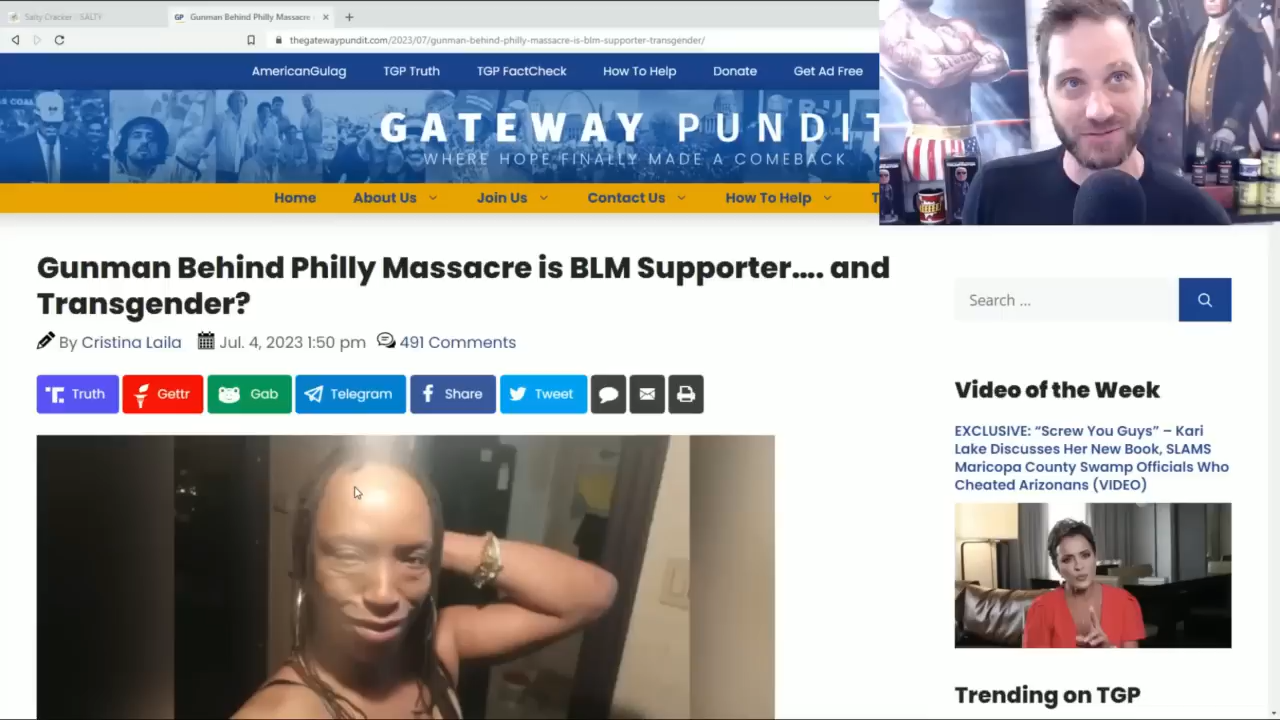 Salty Cracker - SALTY
GP Gunman Behind Philly Massacre
thegatewaypundit.com/2023/07/gunman-behind-philly-massacre-is-blm-supporter-transgender/
AmericanGulag TGP Truth TGP FactCheck How To Help Donate Get Ad Free
GATEWAY PUNDIT
WHERE HOPE FINALLY MADE A COMEBACK
Home About Us Join Us Contact Us How To Help T
Gunman Behind Philly Massacre is BLM Supporter…. and
Transgender?
By Cristina Laila Jul. 4, 2023 1:50 pm 491 Comments
Truth Gettr Gab Telegram Share Tweet
Search ...
Video of the Week
EXCLUSIVE: “Screw You Guys” – Kari
Lake Discusses Her New Book, SLAMS
Maricopa County Swamp Officials Who
Cheated Arizonans (VIDEO)
Trending on TGP